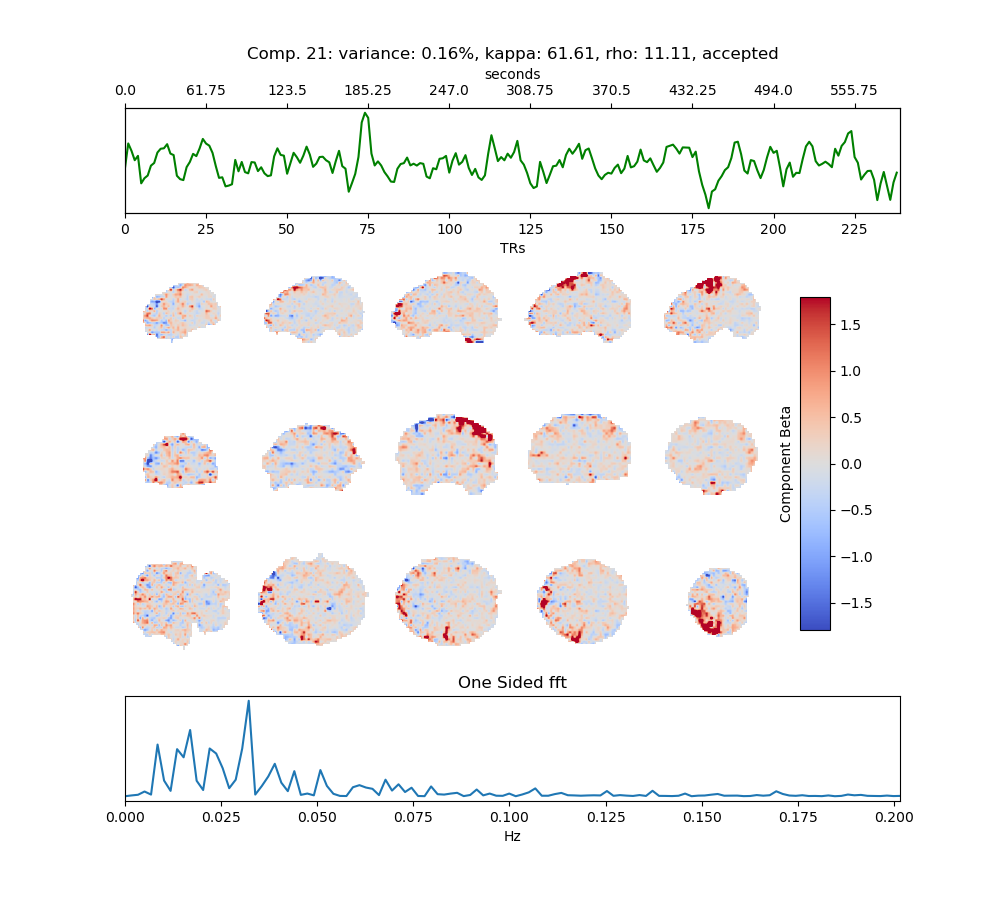 Comp. 21: variance: 0.16%, kappa: 61.61, rho: 11.11, accepted
seconds
0.0 61.75 123.5 185.25 247.0 308.75 370.5 432.25 494.0 555.75
0 25 50 75 100 125 150 175 200 225
TRs
Component Beta
1.5
1.0
0.5
0.0
−0.5
−1.0
−1.5
One Sided fft
0.000 0.025 0.050 0.075 0.100 0.125 0.150 0.175 0.200
Hz